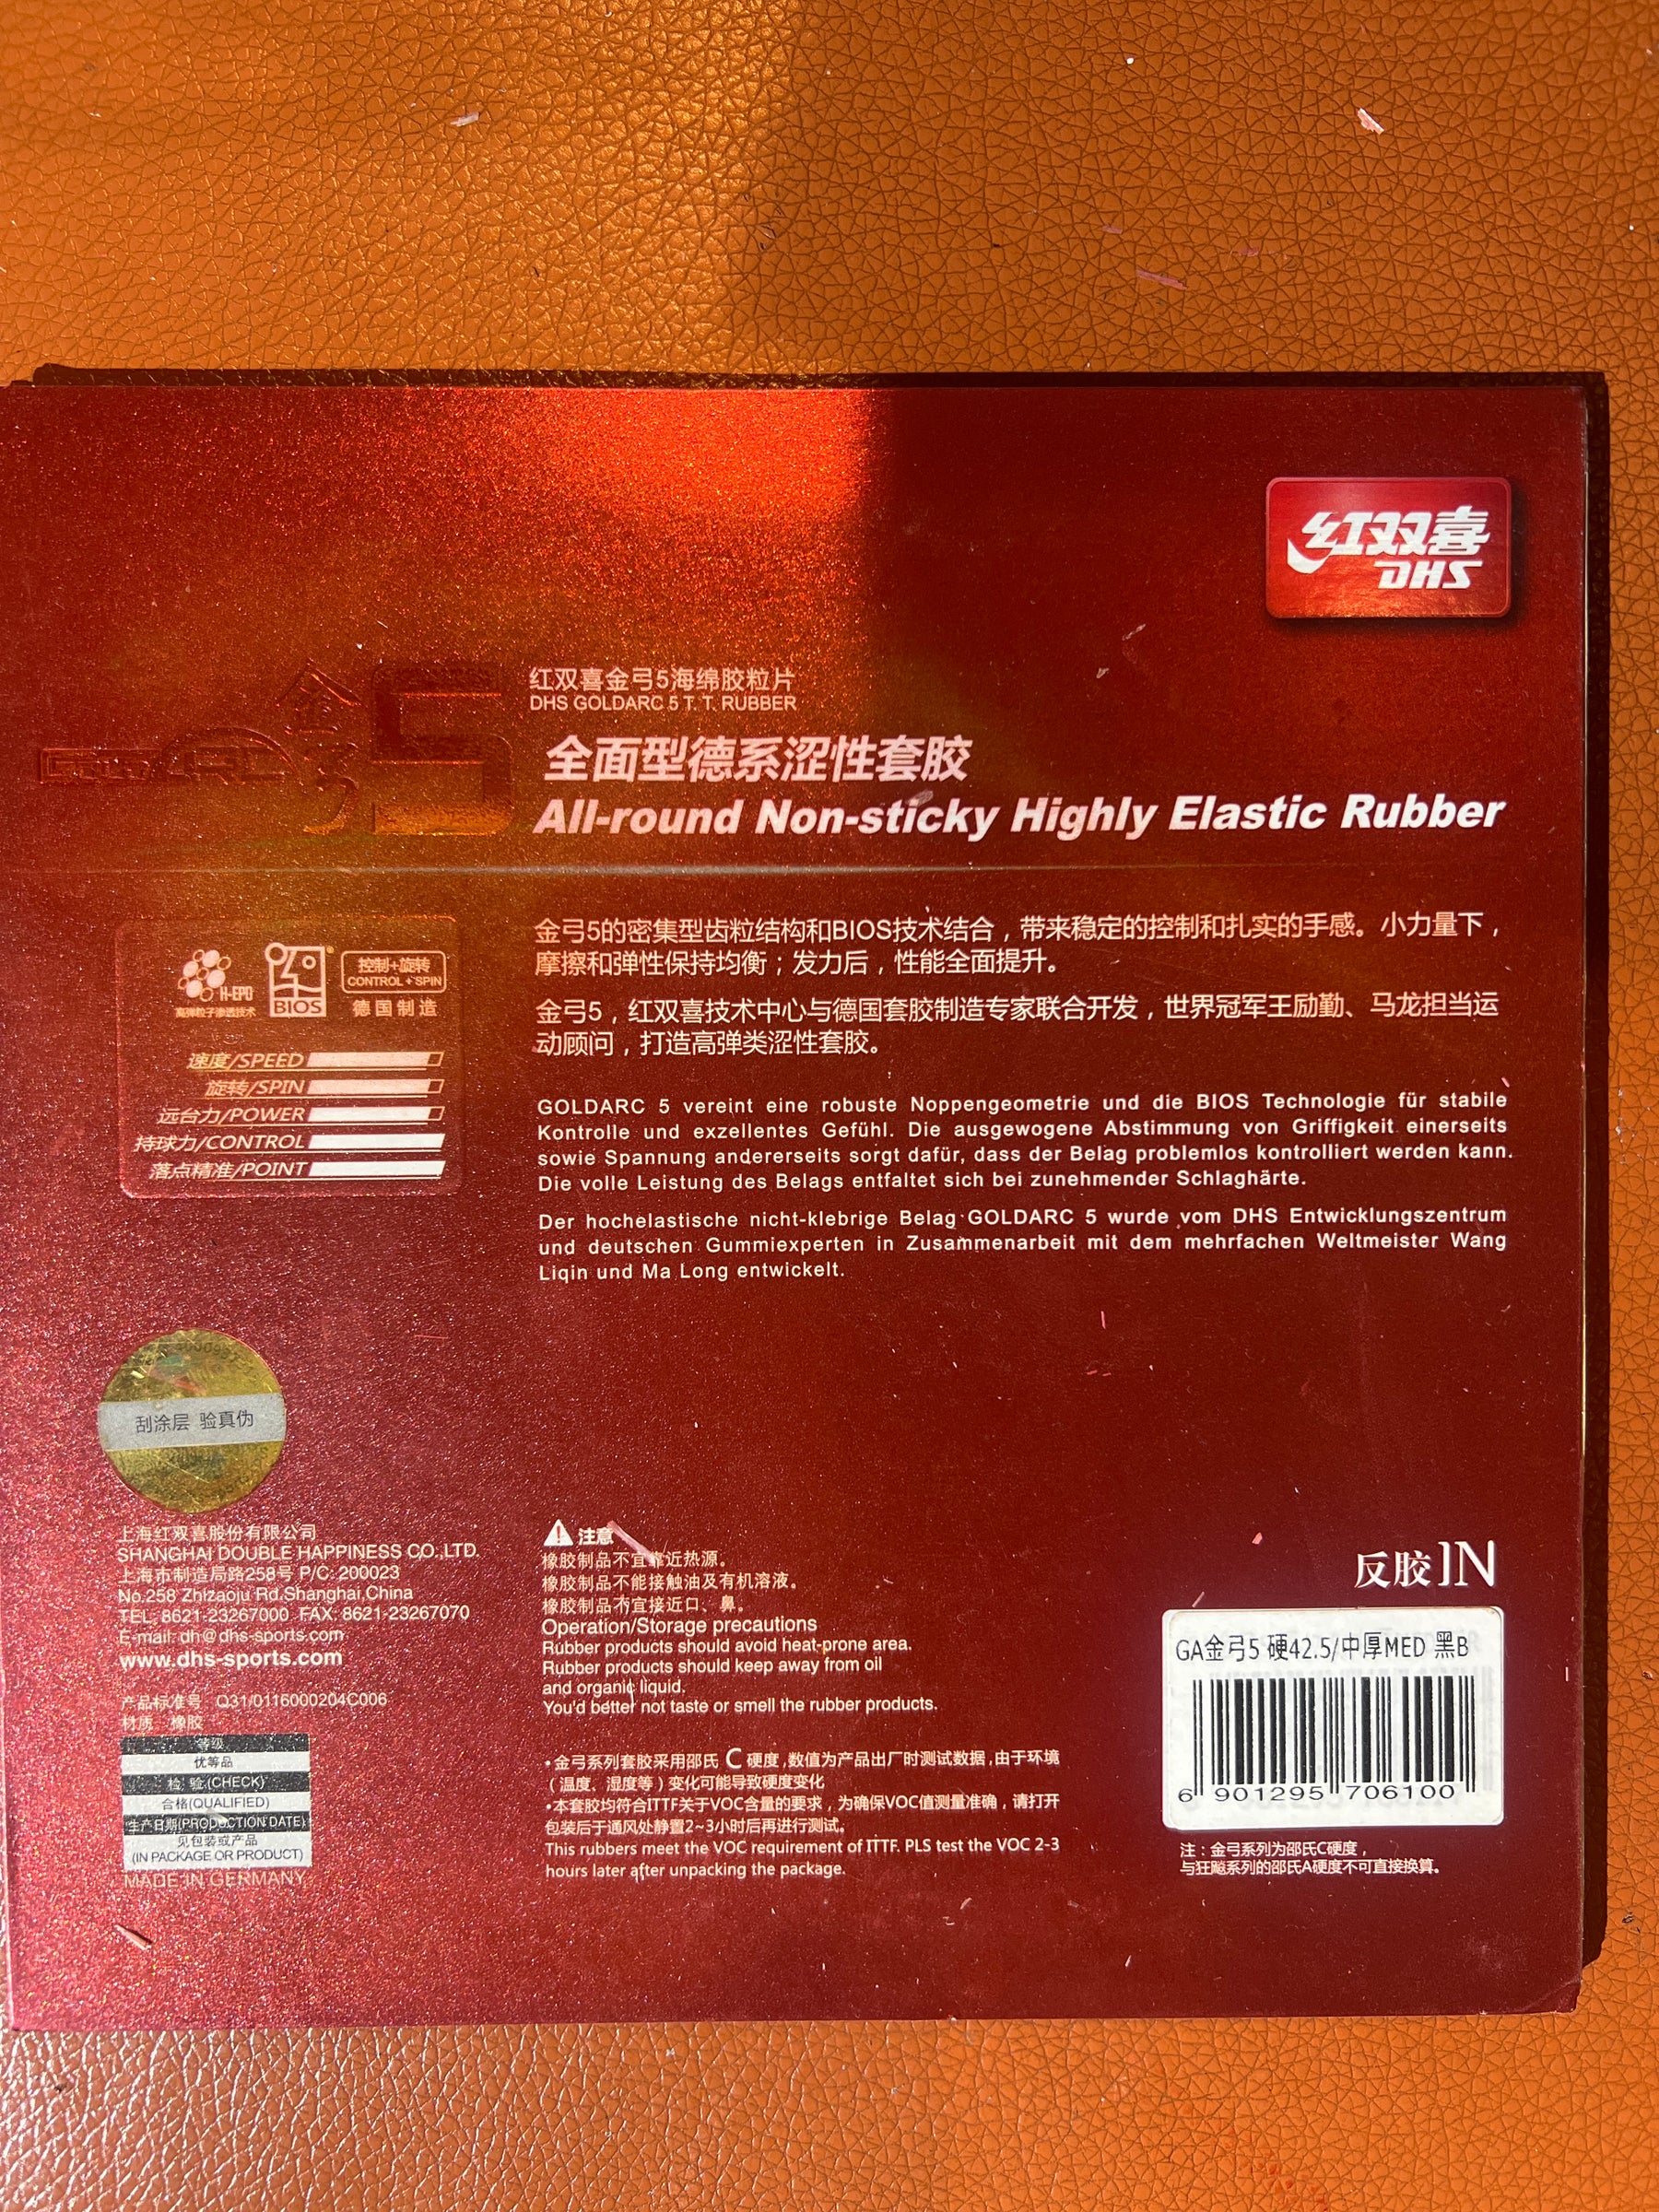 红双喜
DHS
金弓
5
红双喜金弓5海绵胶粒片
DHS GOLDARC 5 T. T. RUBBER
全面型德系涩性套胶
All-round Non-sticky Highly Elastic Rubber
H-EPD
高弹粒子渗透技术
BIOS
控制+旋转
CONTROL + SPIN
德国制造
速度/SPEED
旋转/SPIN
远台力/POWER
持球力/CONTROL
落点精准/POINT
金弓5的密集型齿粒结构和BIOS技术结合，带来稳定的控制和扎实的手感。小力量下，
摩擦和弹性保持均衡；发力后，性能全面提升。
金弓5，红双喜技术中心与德国套胶制造专家联合开发，世界冠军王励勤、马龙担当运
动顾问，打造高弹类涩性套胶。
GOLDARC 5 vereint eine robuste Noppengeometrie und die BIOS Technologie für stabile
Kontrolle und exzellentes Gefühl. Die ausgewogene Abstimmung von Griffigkeit einerseits
sowie Spannung andererseits sorgt dafür, dass der Belag problemlos kontrolliert werden kann.
Die volle Leistung des Belags entfaltet sich bei zunehmender Schlaghärte.
Der hochelastische nicht-klebrige Belag GOLDARC 5 wurde vom DHS Entwicklungszentrum
und deutschen Gummiexperten in Zusammenarbeit mit dem mehrfachen Weltmeister Wang
Liqin und Ma Long entwickelt.
刮涂层 验真伪
上海红双喜股份有限公司
SHANGHAI DOUBLE HAPPINESS CO.,LTD.
上海市制造局路258号 P/C: 200023
No.258 Zhizaoju Rd.Shanghai,China
TEL: 8621-23267000 FAX: 8621-23267070
E-mail: dh@dhs-sports.com
www.dhs-sports.com
产品标准号 Q31/0116000204C006
材质 橡胶
等级
优等品
检 验(CHECK)
合格(QUALIFIED)
生产日期(PRODUCTION DATE)
见包装或产品
(IN PACKAGE OR PRODUCT)
MADE IN GERMANY
注意
橡胶制品不宜靠近热源。
橡胶制品不能接触油及有机溶液。
橡胶制品不宜接近口、鼻。
Operation/Storage precautions
Rubber products should avoid heat-prone area.
Rubber products should keep away from oil
and organic liquid.
You'd better not taste or smell the rubber products.
•金弓系列套胶采用邵氏 C 硬度,数值为产品出厂时测试数据,由于环境
（温度、湿度等）变化可能导致硬度变化
•本套胶均符合ITTF关于VOC含量的要求，为确保VOC值测量准确，请打开
包装后于通风处静置2~3小时后再进行测试。
This rubbers meet the VOC requirement of ITTF. PLS test the VOC 2-3
hours later after unpacking the package.
反胶IN
GA金弓5 硬42.5/中厚MED 黑B
6 901295 706100
注：金弓系列为邵氏C硬度，
与狂飚系列的邵氏A硬度不可直接换算。